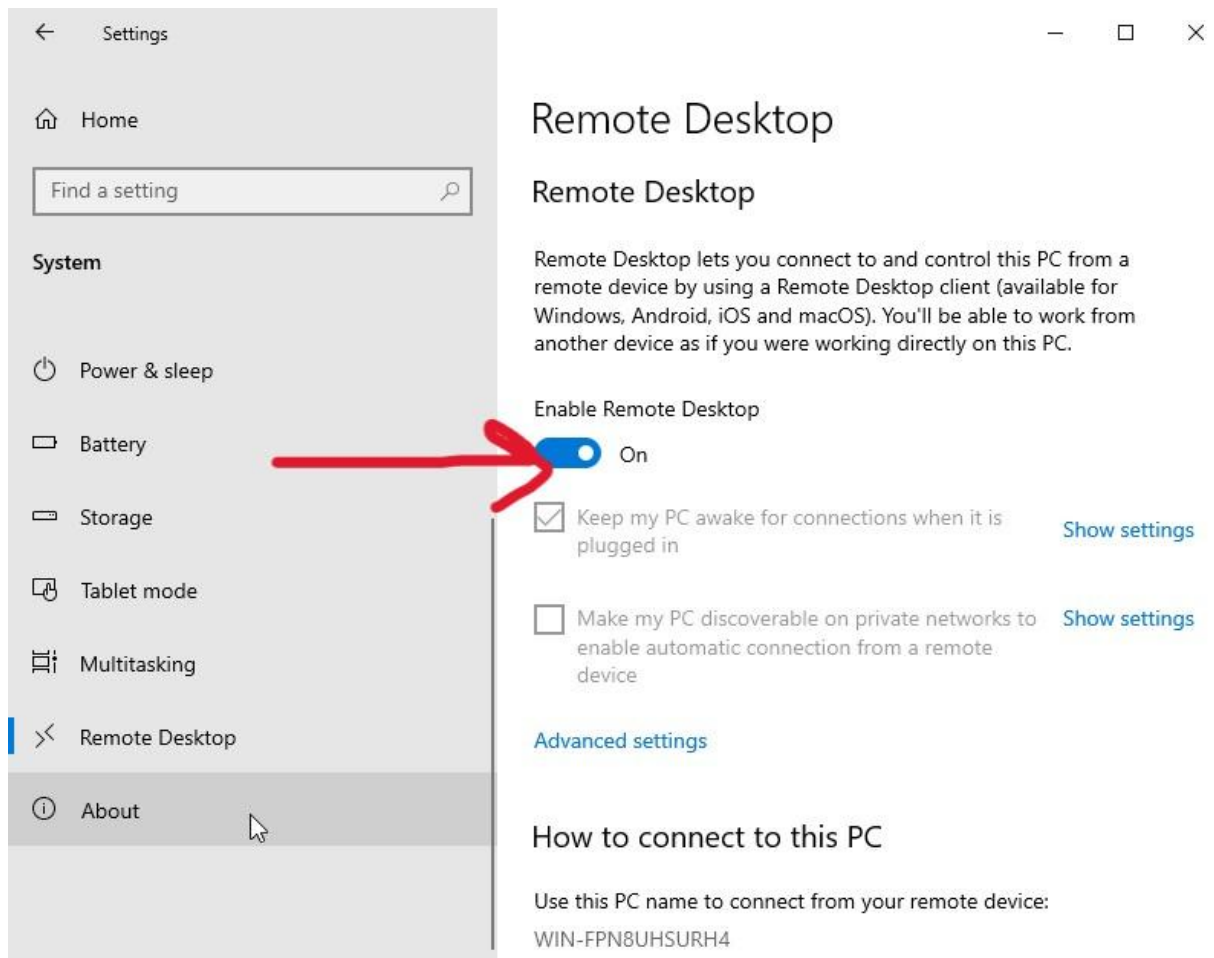 Settings
Home
Find a setting
System
Power & sleep
Battery
Storage
Tablet mode
Multitasking
Remote Desktop
About
Remote Desktop
Remote Desktop
Remote Desktop lets you connect to and control this PC from a
remote device by using a Remote Desktop client (available for
Windows, Android, iOS and macOS). You'll be able to work from
another device as if you were working directly on this PC.
Enable Remote Desktop
On
Keep my PC awake for connections when it is
plugged in
Show settings
Make my PC discoverable on private networks to
enable automatic connection from a remote
device
Show settings
Advanced settings
How to connect to this PC
Use this PC name to connect from your remote device:
WIN-FPN8UHSURH4